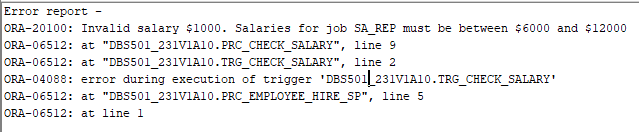 Error report -
ORA-20100: Invalid salary $1000. Salaries for job SA_REP must be between $6000 and $12000
ORA-06512: at "DBS501_231V1A10.PRC_CHECK_SALARY", line 9
ORA-06512: at "DBS501_231V1A10.TRG_CHECK_SALARY", line 2
ORA-04088: error during execution of trigger 'DBS501_231V1A10.TRG_CHECK_SALARY'
ORA-06512: at "DBS501_231V1A10.PRC_EMPLOYEE_HIRE_SP", line 5
ORA-06512: at line 1